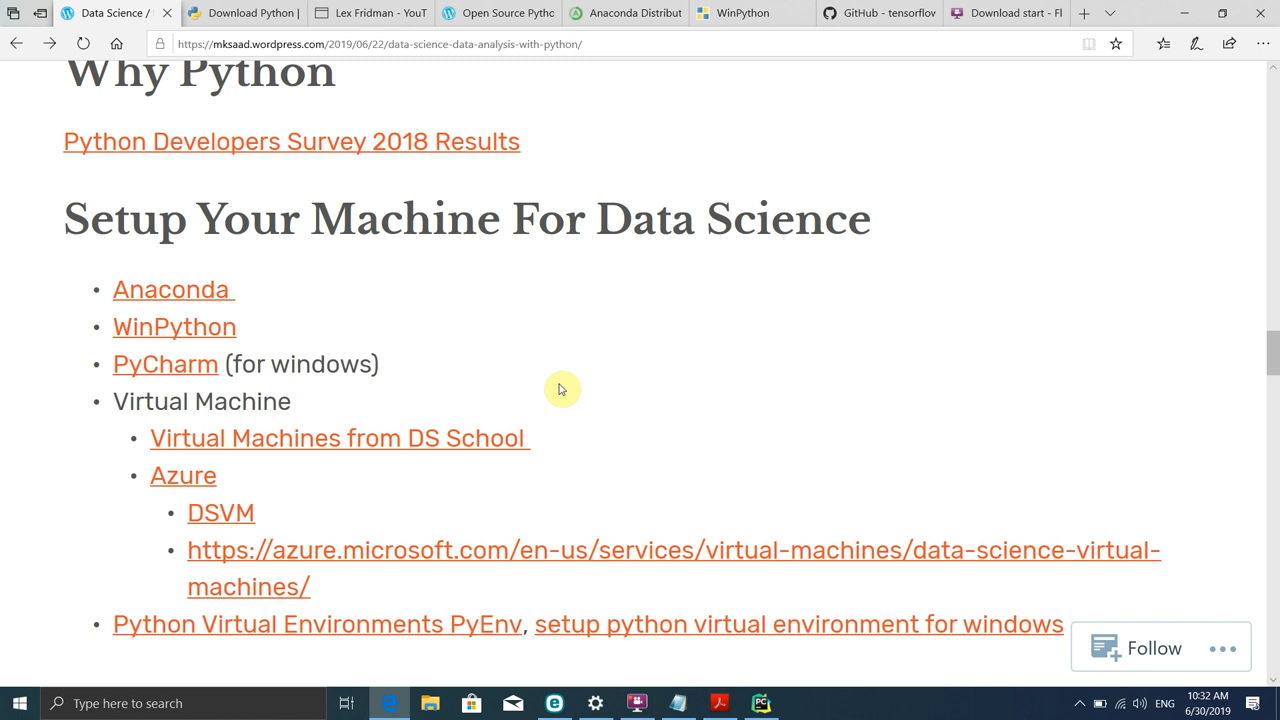 Data Science /
Download Python |
Lex Fridman - YouT
Open Source Pytho
Anaconda Distribut
WinPython
GitHub - tensorflov
Download start - Fl
https://mksaad.wordpress.com/2019/06/22/data-science-data-analysis-with-python/
Why Python
Python Developers Survey 2018 Results
Setup Your Machine For Data Science
• Anaconda
• WinPython
• PyCharm (for windows)
• Virtual Machine
• Virtual Machines from DS School
• Azure
• DSVM
• https://azure.microsoft.com/en-us/services/virtual-machines/data-science-virtual-
machines/
• Python Virtual Environments PyEnv, setup python virtual environment for windows
Follow
Type here to search
ENG
10:32 AM
6/30/2019